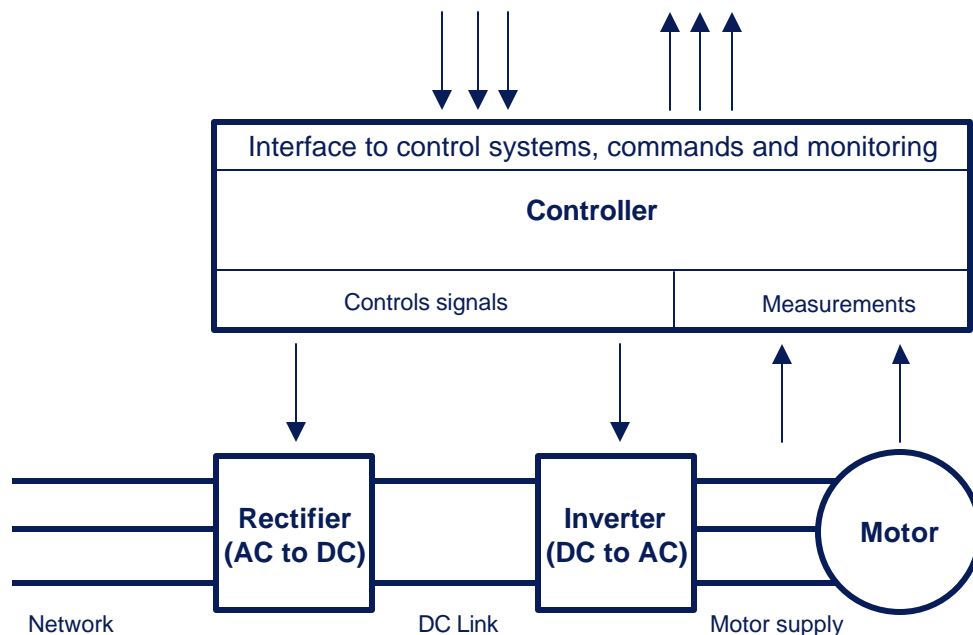 Interface to control systems, commands and monitoring
Controller
Controls signals
Measurements
Rectifier
(AC to DC)
Inverter
(DC to AC)
Motor
Network
DC Link
Motor supply